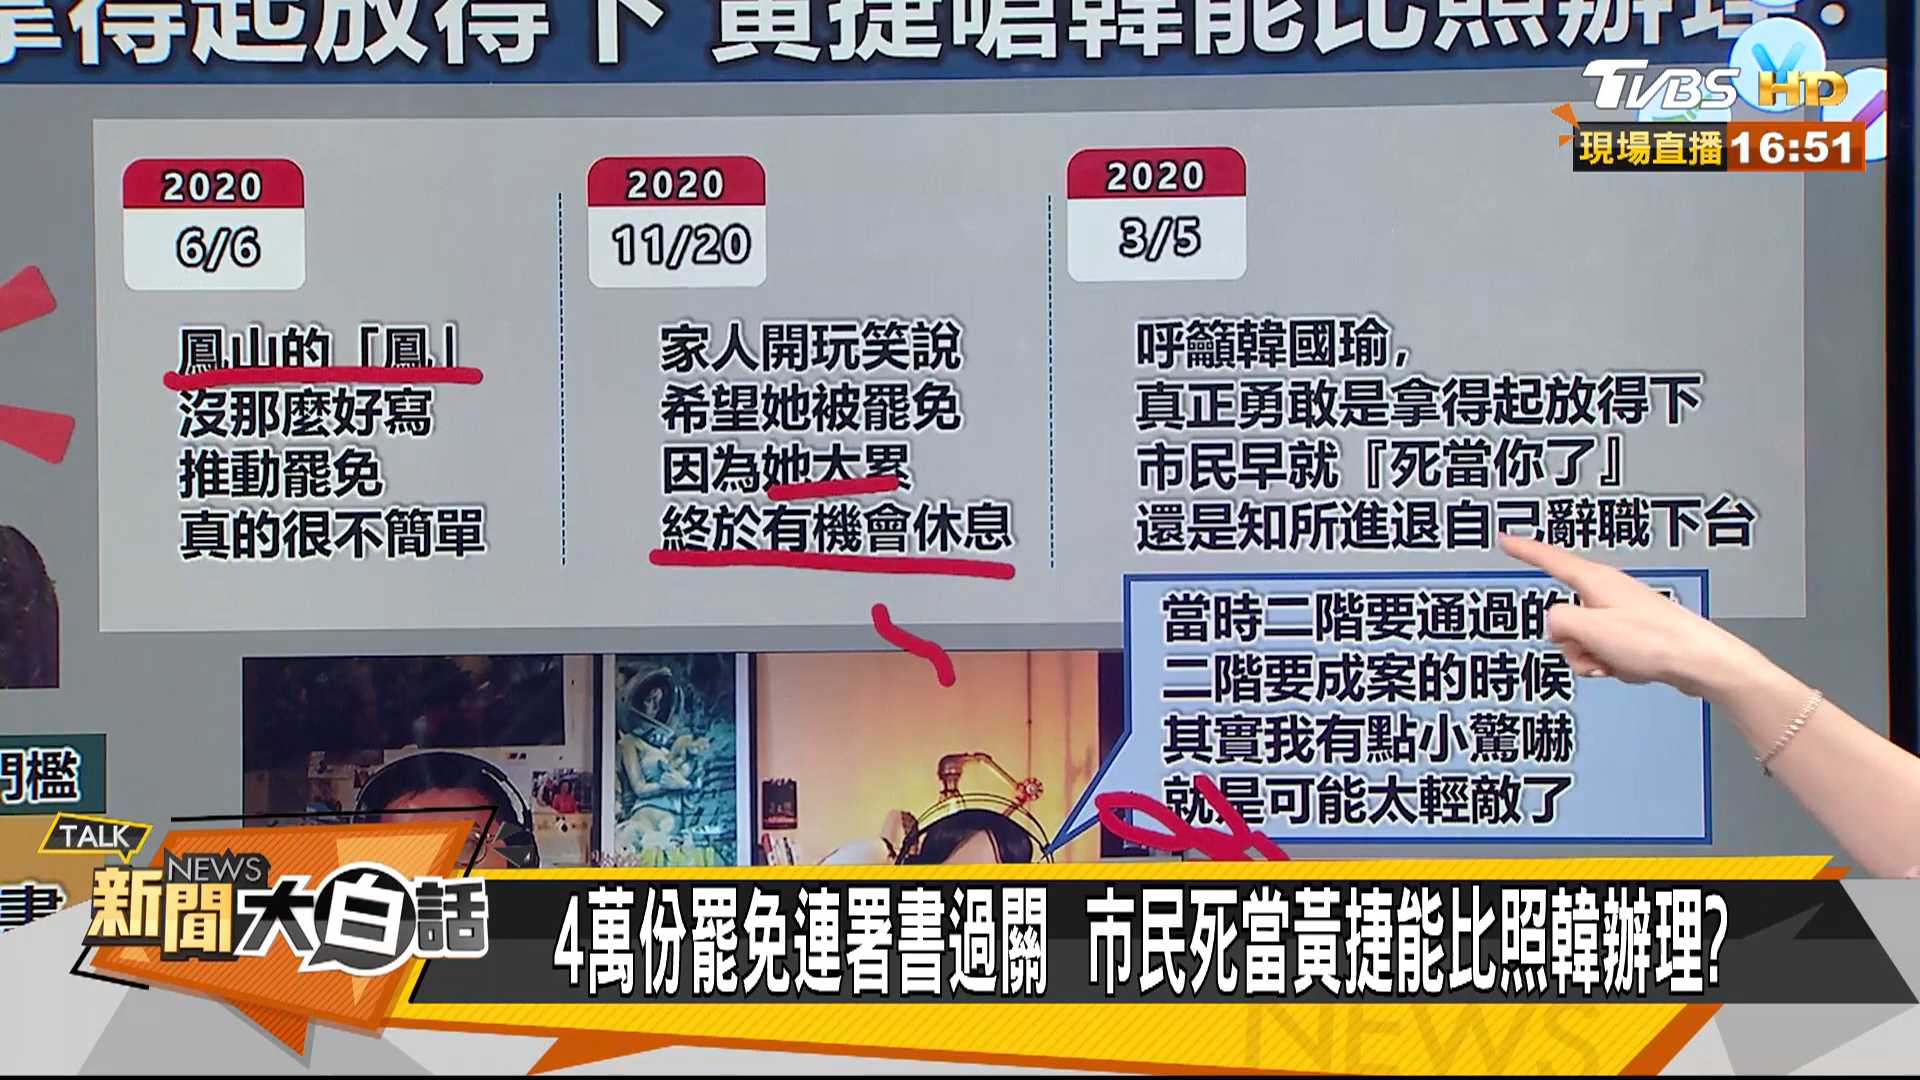 拿得起放得下 黃捷嗆韓能比照辦理?
TVBS HD
現場直播 16:51
2020
6/6
鳳山的「鳳」
沒那麼好寫
推動罷免
真的很不簡單
2020
11/20
家人開玩笑說
希望她被罷免
因為她太累
終於有機會休息
2020
3/5
呼籲韓國瑜,
真正勇敢是拿得起放得下
市民早就『死當你了』
還是知所進退自己辭職下台
當時二階要通過的
二階要成案的時候
其實我有點小驚嚇
就是可能太輕敵了
門檻
書
TALK
NEWS
新聞大白話
4萬份罷免連署書過關 市民死當黃捷能比照韓辦理?
NEWS